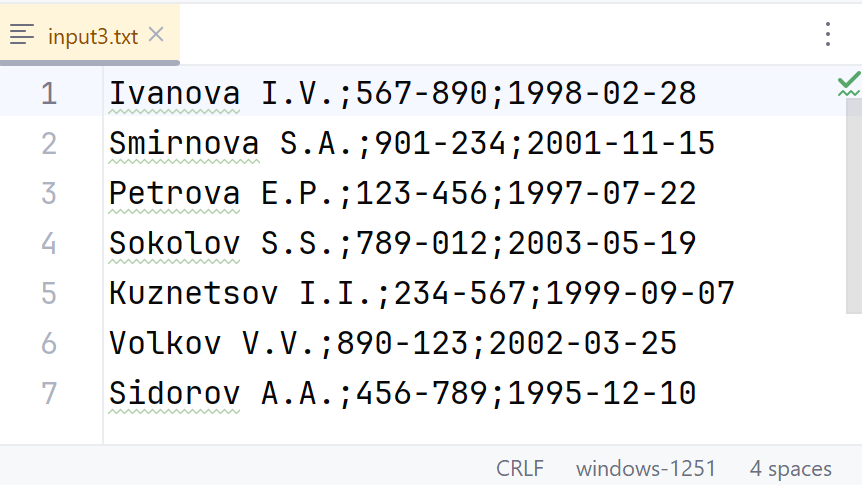 input3.txt
1 Ivanova I.V.;567-890;1998-02-28
2 Smirnova S.A.;901-234;2001-11-15
3 Petrova E.P.;123-456;1997-07-22
4 Sokolov S.S.;789-012;2003-05-19
5 Kuznetsov I.I.;234-567;1999-09-07
6 Volkov V.V.;890-123;2002-03-25
7 Sidorov A.A.;456-789;1995-12-10
CRLF windows-1251 4 spaces